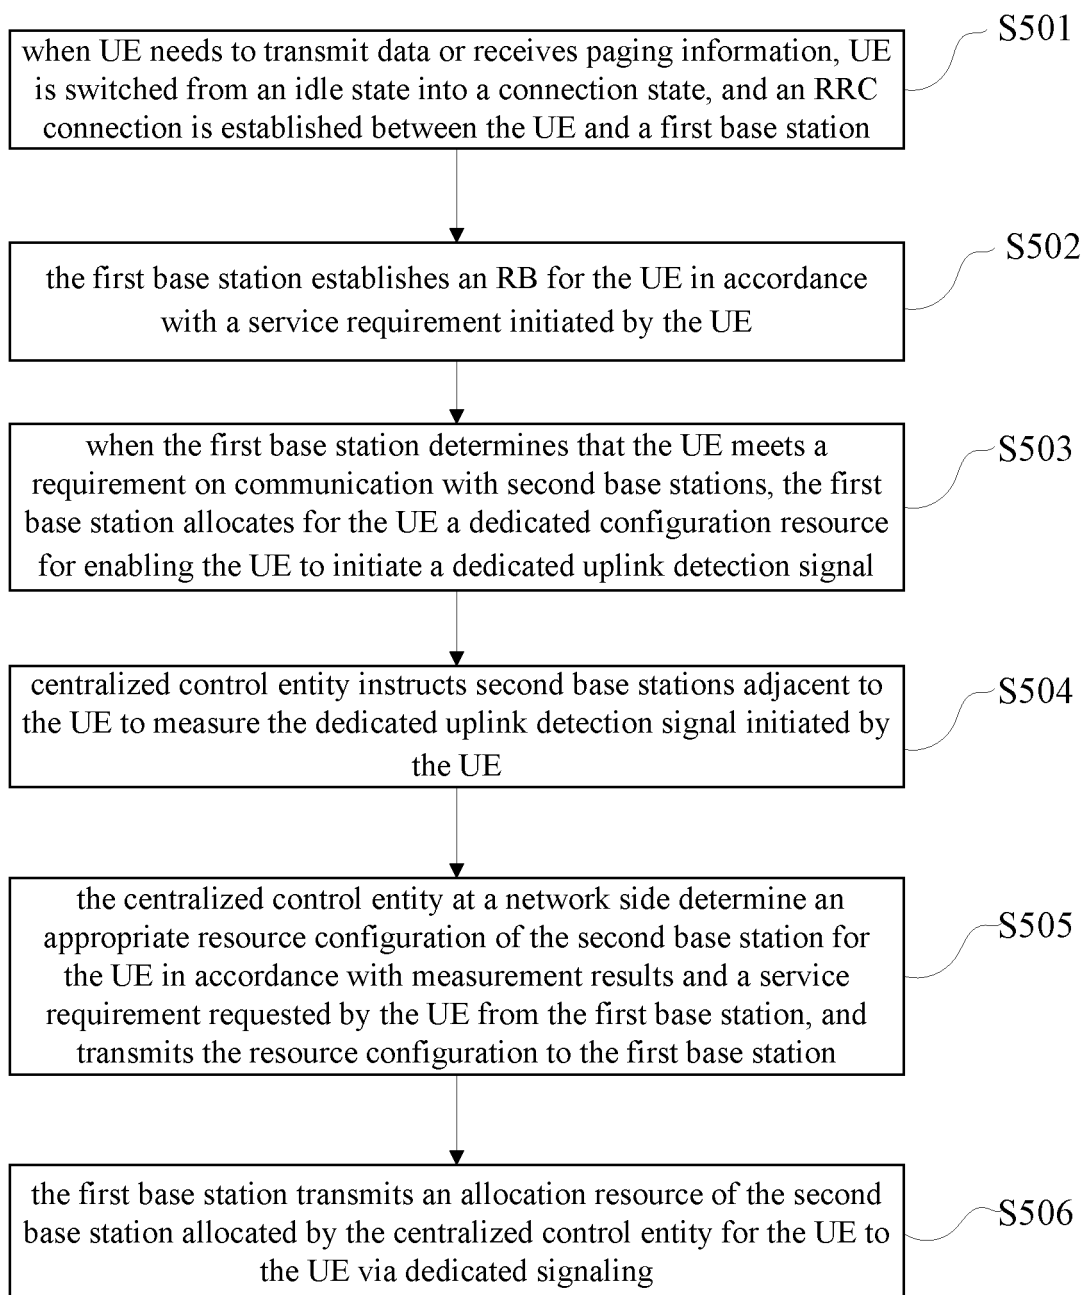 S501
when UE needs to transmit data or receives paging information, UE
is switched from an idle state into a connection state, and an RRC
connection is established between the UE and a first base station
S502
the first base station establishes an RB for the UE in accordance
with a service requirement initiated by the UE
S503
when the first base station determines that the UE meets a
requirement on communication with second base stations, the first
base station allocates for the UE a dedicated configuration resource
for enabling the UE to initiate a dedicated uplink detection signal
S504
centralized control entity instructs second base stations adjacent to
the UE to measure the dedicated uplink detection signal initiated by
the UE
S505
the centralized control entity at a network side determine an
appropriate resource configuration of the second base station for
the UE in accordance with measurement results and a service
requirement requested by the UE from the first base station, and
transmits the resource configuration to the first base station
S506
the first base station transmits an allocation resource of the second
base station allocated by the centralized control entity for the UE to
the UE via dedicated signaling